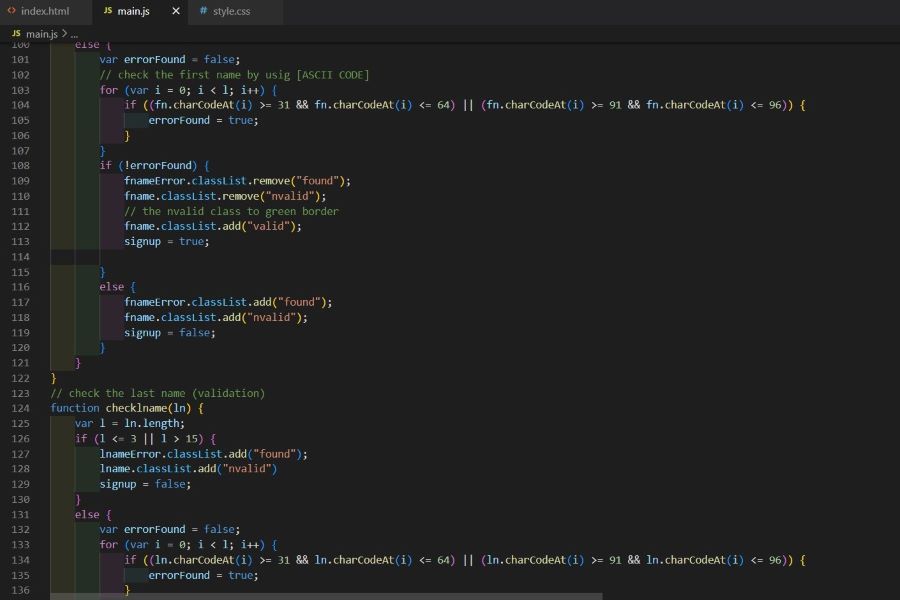 index.html
JS main.js ×
# style.css
JS main.js > ...
100 else {
101 var errorFound = false;
102 // check the first name by usig [ASCII CODE]
103 for (var i = 0; i < l; i++) {
104 if ((fn.charCodeAt(i) >= 31 && fn.charCodeAt(i) <= 64) || (fn.charCodeAt(i) >= 91 && fn.charCodeAt(i) <= 96)) {
105 errorFound = true;
106 }
107 }
108 if (!errorFound) {
109 fnameError.classList.remove("found");
110 fname.classList.remove("nvalid");
111 // the nvalid class to green border
112 fname.classList.add("valid");
113 signup = true;
114
115 }
116 else {
117 fnameError.classList.add("found");
118 fname.classList.add("nvalid");
119 signup = false;
120 }
121 }
122 }
123 // check the last name (validation)
124 function checklname(ln) {
125 var l = ln.length;
126 if (l <= 3 || l > 15) {
127 lnameError.classList.add("found");
128 lname.classList.add("nvalid")
129 signup = false;
130 }
131 else {
132 var errorFound = false;
133 for (var i = 0; i < l; i++) {
134 if ((ln.charCodeAt(i) >= 31 && ln.charCodeAt(i) <= 64) || (ln.charCodeAt(i) >= 91 && ln.charCodeAt(i) <= 96)) {
135 errorFound = true;
136 }